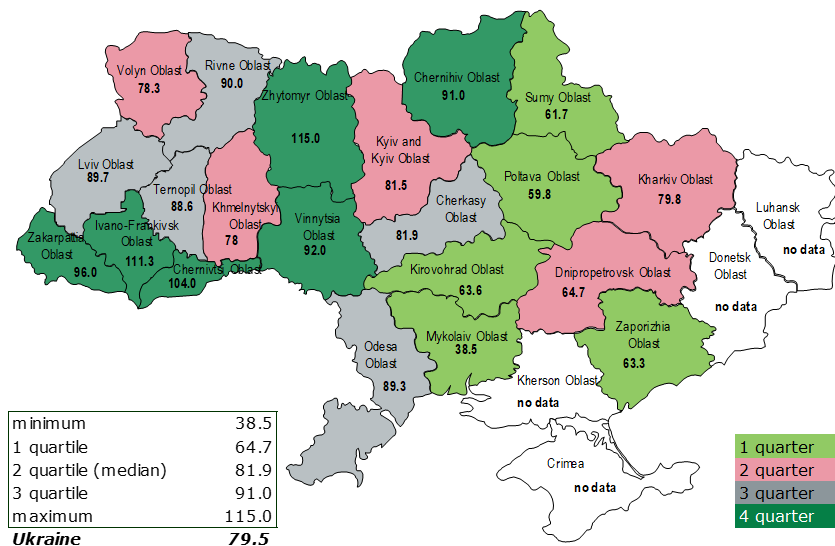 Volyn Oblast
78.3
Rivne Oblast
90.0
Zhytomyr Oblast
115.0
Kyiv and
Kyiv Oblast
81.5
Chernihiv Oblast
91.0
Sumy Oblast
61.7
Lviv Oblast
89.7
Ternopil Oblast
88.6
Khmelnytskyi
Oblast
78
Vinnytsia
Oblast
92.0
Cherkasy
Oblast
81.9
Poltava Oblast
59.8
Kharkiv Oblast
79.8
Luhansk
Oblast
no data
Donetsk
Oblast
no data
Zakarpattia
Oblast
96.0
Ivano-Frankivsk
Oblast
111.3
Chernivtsi Oblast
104.0
Kirovohrad Oblast
63.6
Dnipropetrovsk Oblast
64.7
Zaporizhia
Oblast
63.3
Odesa
Oblast
89.3
Mykolaiv Oblast
38.5
Kherson Oblast
no data
Crimea
no data
minimum 38.5
1 quartile 64.7
2 quartile (median) 81.9
3 quartile 91.0
maximum 115.0
Ukraine 79.5
1 quarter
2 quarter
3 quarter
4 quarter